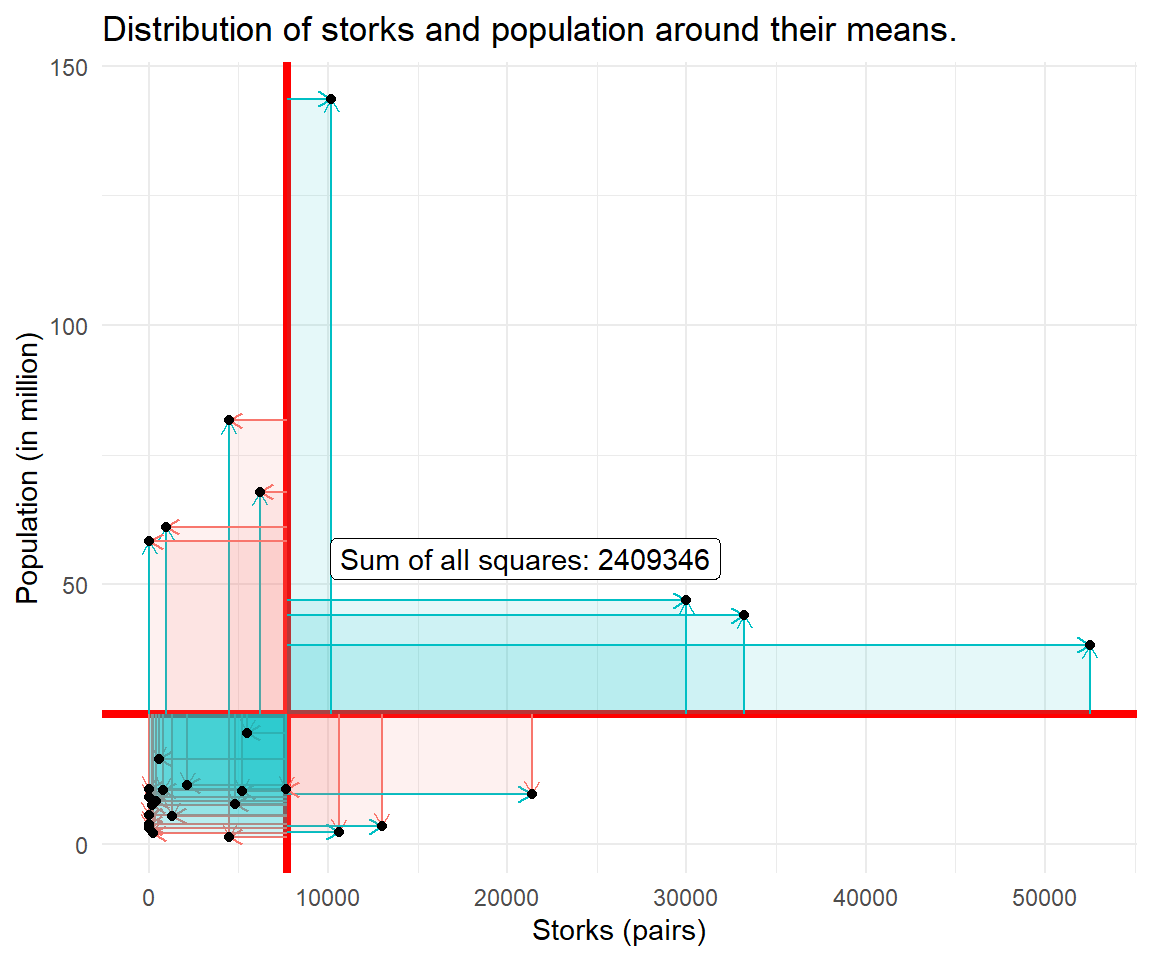 Distribution of storks and population around their means.
150
100
50
0
Population (in million)
Sum of all squares: 2409346
0 10000 20000 30000 40000 50000
Storks (pairs)